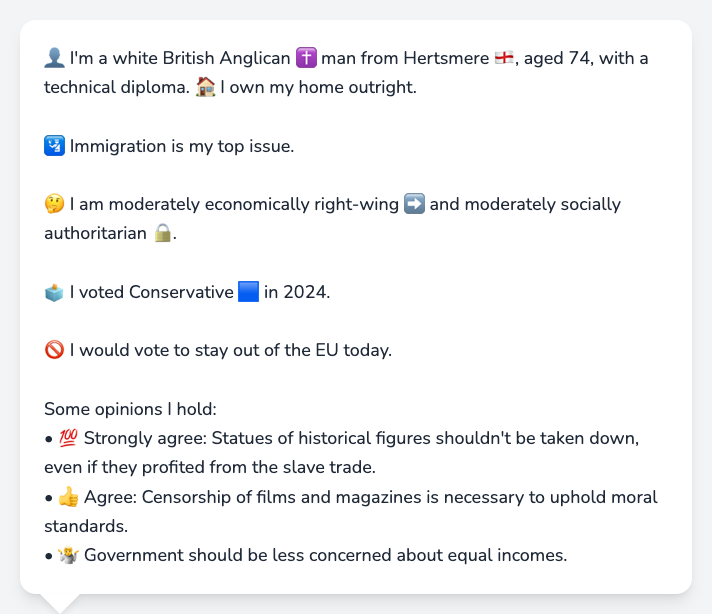 👤 I'm a white British Anglican ✝️ man from Hertsmere 🏴󠁧󠁢󠁥󠁮󠁧󠁿, aged 74, with a
technical diploma. 🏠 I own my home outright.
🛂 Immigration is my top issue.
🤔 I am moderately economically right-wing ➡️ and moderately socially
authoritarian 🔒.
🗳️ I voted Conservative 🟦 in 2024.
🚫 I would vote to stay out of the EU today.
Some opinions I hold:
• 💯 Strongly agree: Statues of historical figures shouldn't be taken down,
even if they profited from the slave trade.
• 👍 Agree: Censorship of films and magazines is necessary to uphold moral
standards.
• 🤷 Government should be less concerned about equal incomes.